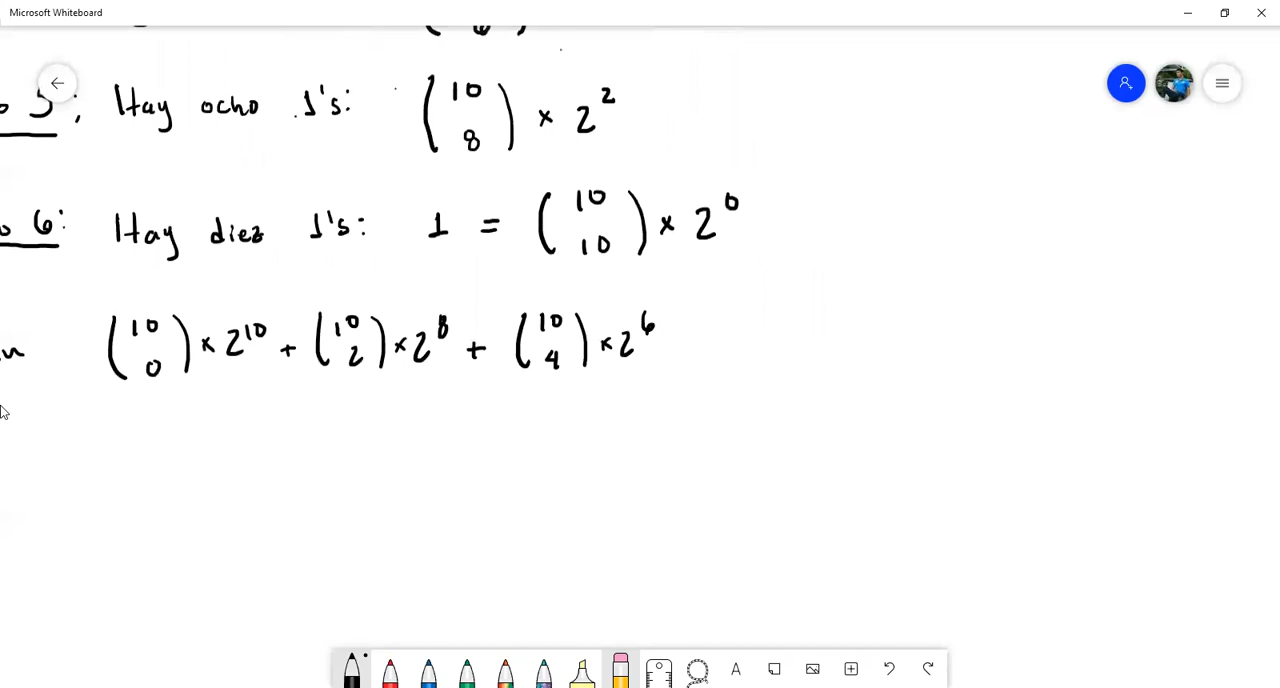 Microsoft Whiteboard
o 5: Hay ocho 1's: (10 8) × 2^2
o 6: Hay diez 1's: 1 = (10 10) × 2^0
(10 0) × 2^10 + (10 2) × 2^8 + (10 4) × 2^6
A